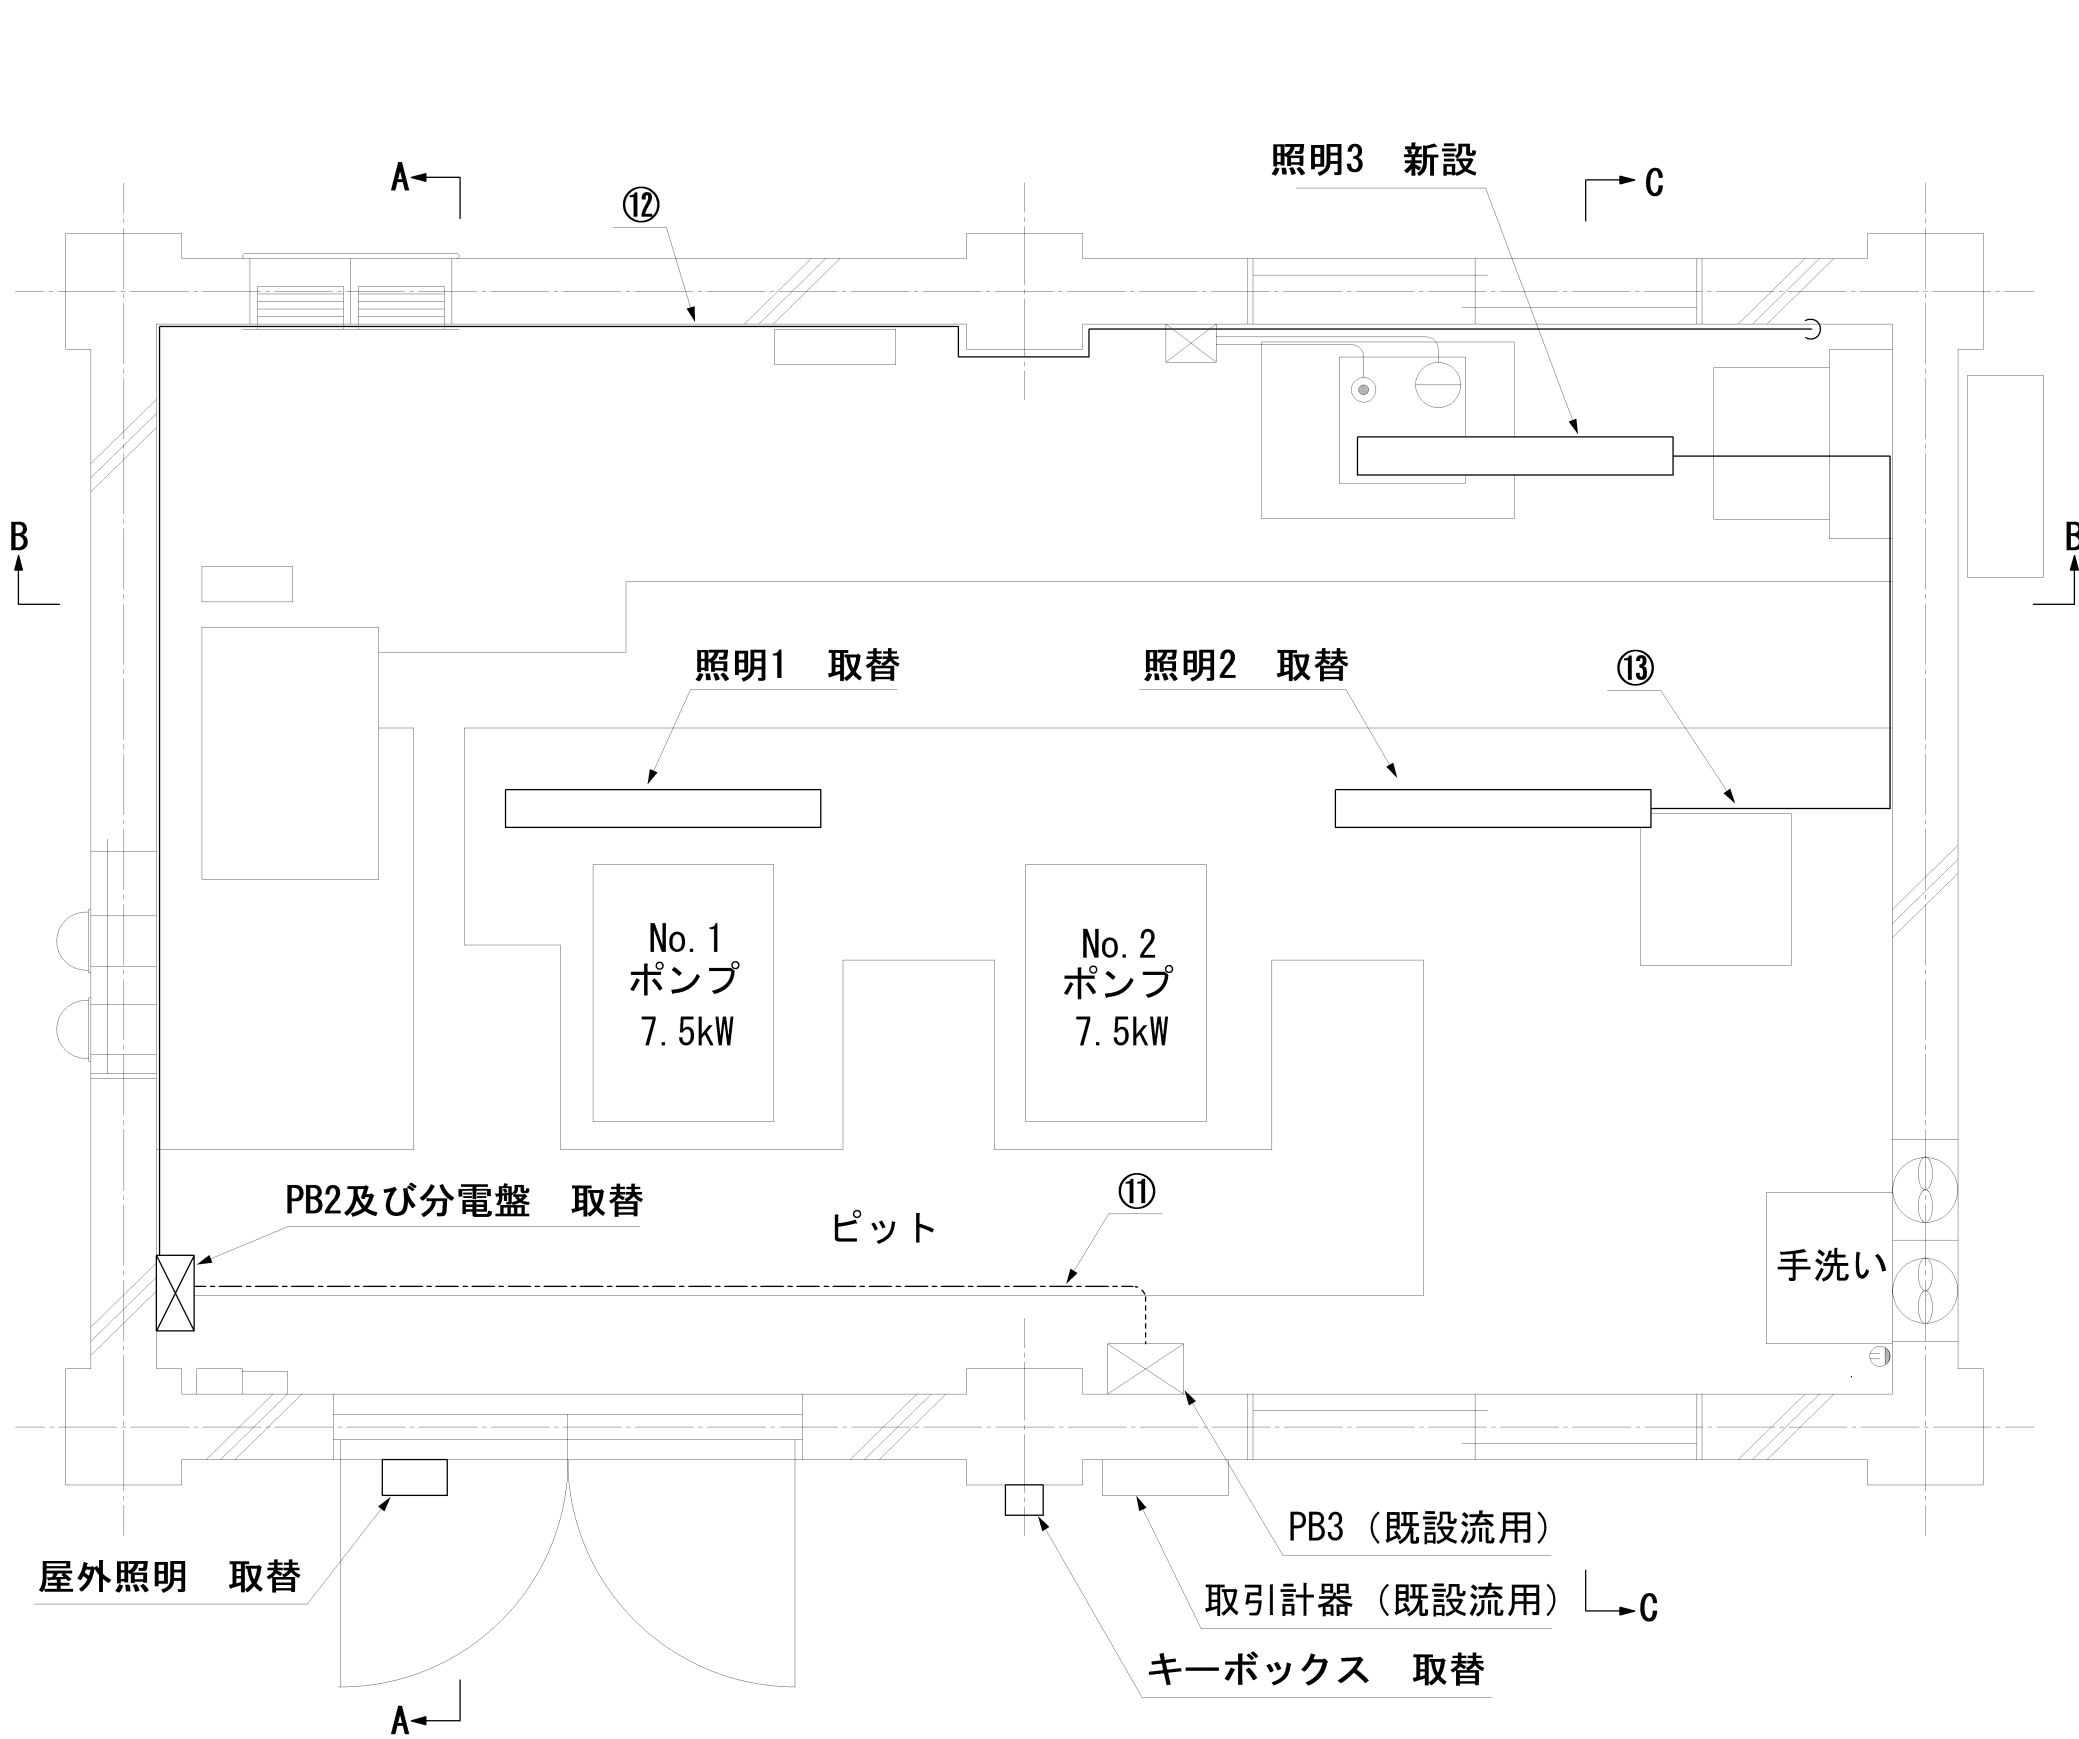 照明3　新設
A
C
⑫
B
B
照明1　取替
照明2　取替
⑬
No.1
ポンプ
7.5kW
No.2
ポンプ
7.5kW
PB2及び分電盤　取替
ピット
⑪
手洗い
PB3（既設流用）
屋外照明　取替
取引計器（既設流用）
C
キーボックス　取替
A